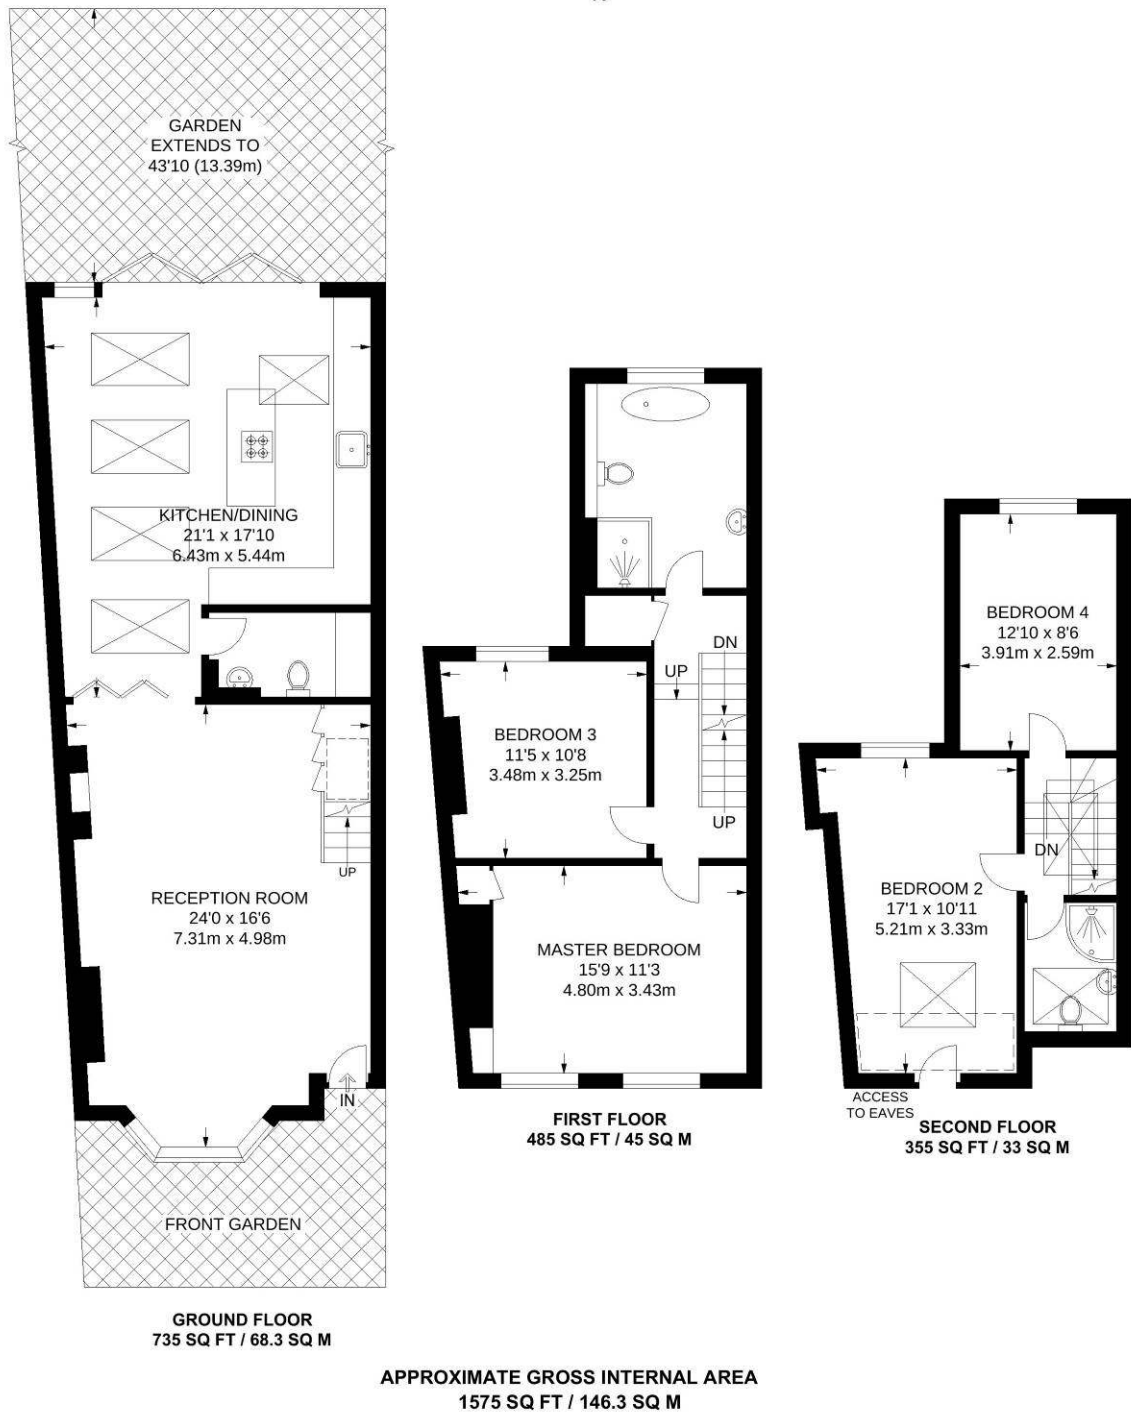 GARDEN
EXTENDS TO
43'10 (13.39m)
KITCHEN/DINING
21'1 x 17'10
6.43m x 5.44m
RECEPTION ROOM
24'0 x 16'6
7.31m x 4.98m
UP
IN
FRONT GARDEN
GROUND FLOOR
735 SQ FT / 68.3 SQ M
DN
UP
BEDROOM 3
11'5 x 10'8
3.48m x 3.25m
UP
MASTER BEDROOM
15'9 x 11'3
4.80m x 3.43m
FIRST FLOOR
485 SQ FT / 45 SQ M
BEDROOM 4
12'10 x 8'6
3.91m x 2.59m
DN
BEDROOM 2
17'1 x 10'11
5.21m x 3.33m
ACCESS
TO EAVES
SECOND FLOOR
355 SQ FT / 33 SQ M
APPROXIMATE GROSS INTERNAL AREA
1575 SQ FT / 146.3 SQ M